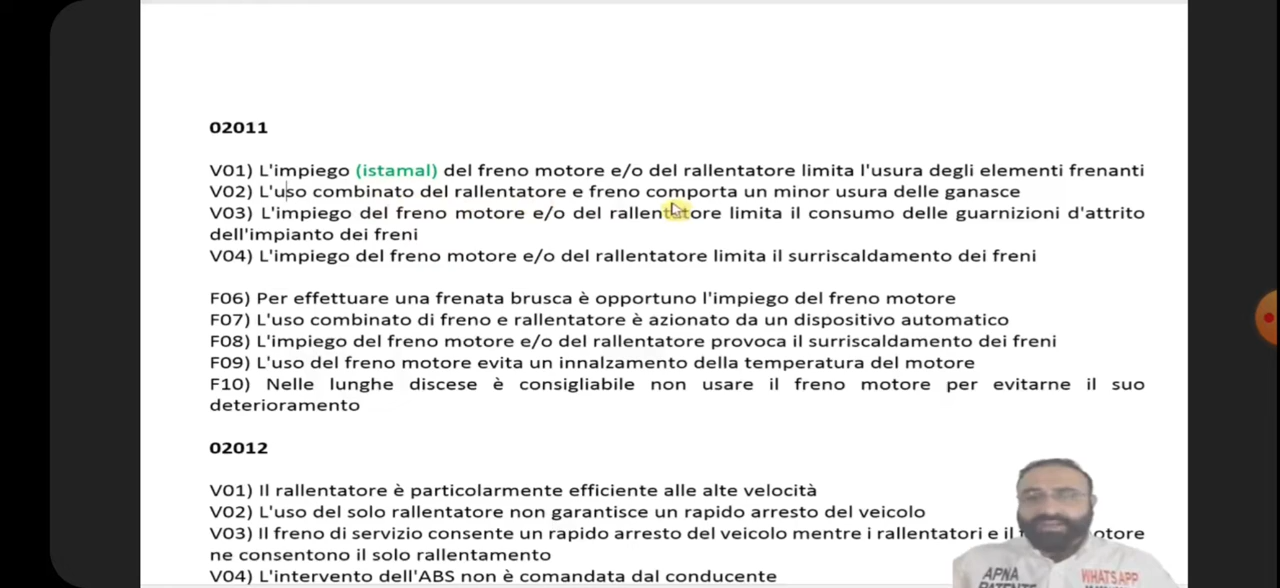 02011
V01) L'impiego (istamal) del freno motore e/o del rallentatore limita l'usura degli elementi frenanti
V02) L'uso combinato del rallentatore e freno comporta un minor usura delle ganasce
V03) L'impiego del freno motore e/o del rallentatore limita il consumo delle guarnizioni d'attrito
dell'impianto dei freni
V04) L'impiego del freno motore e/o del rallentatore limita il surriscaldamento dei freni
F06) Per effettuare una frenata brusca è opportuno l'impiego del freno motore
F07) L'uso combinato di freno e rallentatore è azionato da un dispositivo automatico
F08) L'impiego del freno motore e/o del rallentatore provoca il surriscaldamento dei freni
F09) L'uso del freno motore evita un innalzamento della temperatura del motore
F10) Nelle lunghe discese è consigliabile non usare il freno motore per evitarne il suo
deterioramento
02012
V01) Il rallentatore è particolarmente efficiente alle alte velocità
V02) L'uso del solo rallentatore non garantisce un rapido arresto del veicolo
V03) Il freno di servizio consente un rapido arresto del veicolo mentre i rallentatori e il otore
ne consentono il solo rallentamento
V04) L'intervento dell'ABS non è comandata dal conducente
APNA WHATSAPP